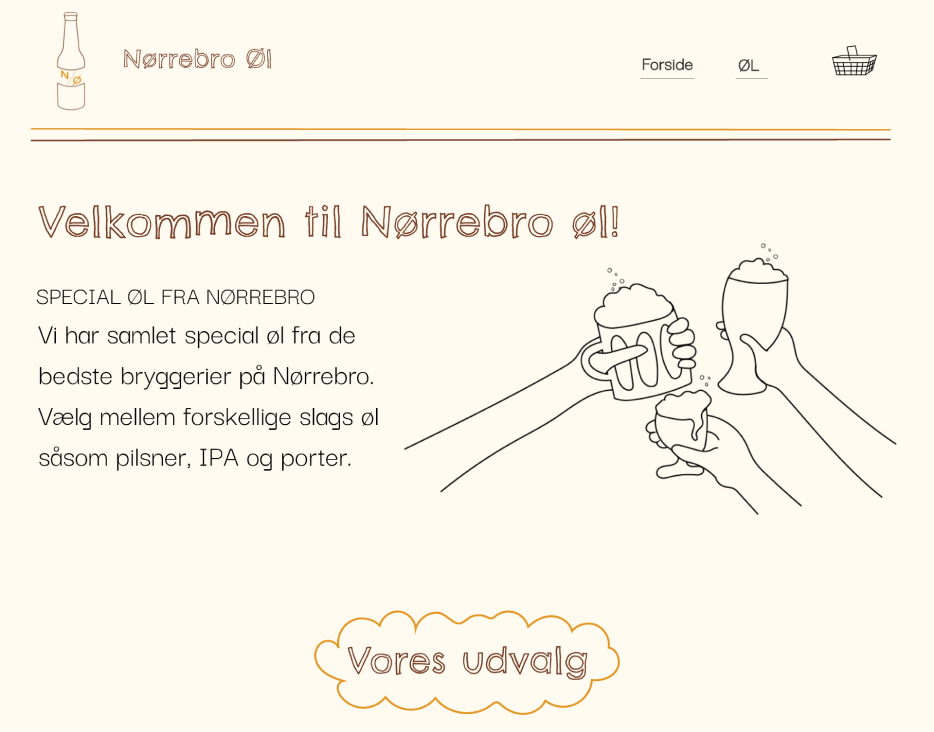 N/Ø
Nørrebro Øl
Forside
ØL
Velkommen til Nørrebro øl!
SPECIAL ØL FRA NØRREBRO
Vi har samlet special øl fra de
bedste bryggerier på Nørrebro.
Vælg mellem forskellige slags øl
såsom pilsner, IPA og porter.
Vores udvalg